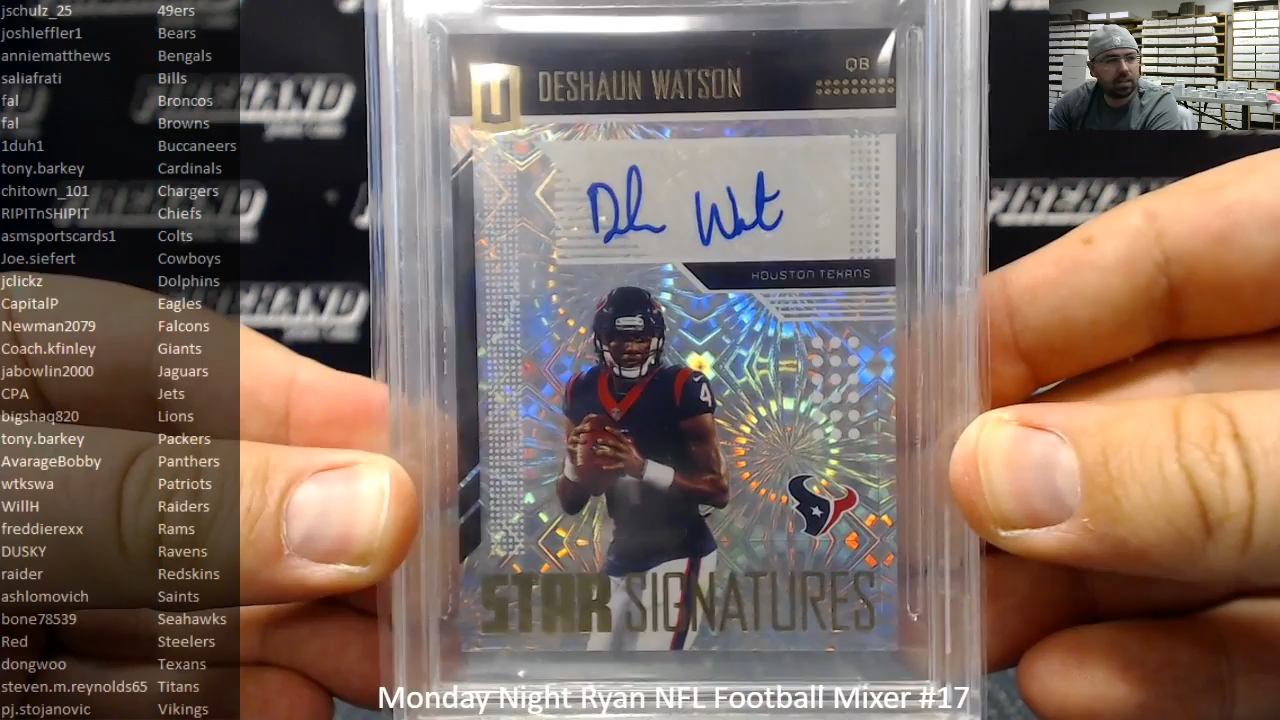 jschulz_25 49ers
joshleffler1 Bears
anniematthews Bengals
saliafrati Bills
fal Broncos
fal Browns
1duh1 Buccaneers
tony.barkey Cardinals
chitown_101 Chargers
RIPITnSHIPIT Chiefs
asmsportscards1 Colts
Joe.siefert Cowboys
jclickz Dolphins
CapitalP Eagles
Newman2079 Falcons
Coach.kfinley Giants
jabowlin2000 Jaguars
CPA Jets
bigshaq820 Lions
tony.barkey Packers
AvarageBobby Panthers
wtkswa Patriots
WillH Raiders
freddierexx Rams
DUSKY Ravens
raider Redskins
ashlomovich Saints
bone78539 Seahawks
Red Steelers
dongwoo Texans
steven.m.reynolds65 Titans
pj.stojanovic Vikings
U DESHAUN WATSON
QB
HOUSTON TEXANS
4
STAR SIGNATURES
Monday Night Ryan NFL Football Mixer #17